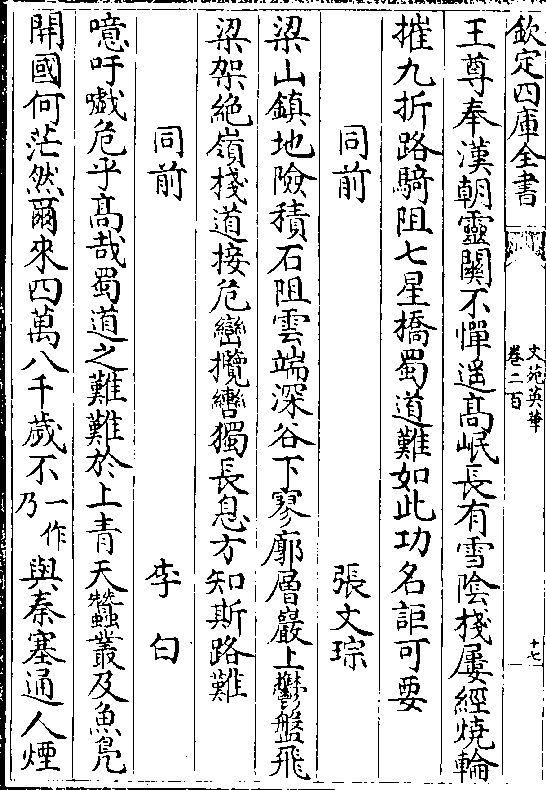 欽定四庫全書
文苑英華
卷二百
十七
王尊奉漢朝靈關不憚遥髙岷長有雪陰棧屢經燒輪
摧九折路騎阻七星橋蜀道難如此功名詎可要
同前
張文琮
梁山鎮地險積石阻雲端深谷下寥廓層巖上鬱盤飛
梁架絶嶺棧道接危巒攬轡獨長息方知斯路難
同前
李白
噫吁戱危乎髙哉蜀道之難難於上青天蠶叢及魚鳬
開國何茫然爾來四萬八千歲不一作乃與秦塞通人煙